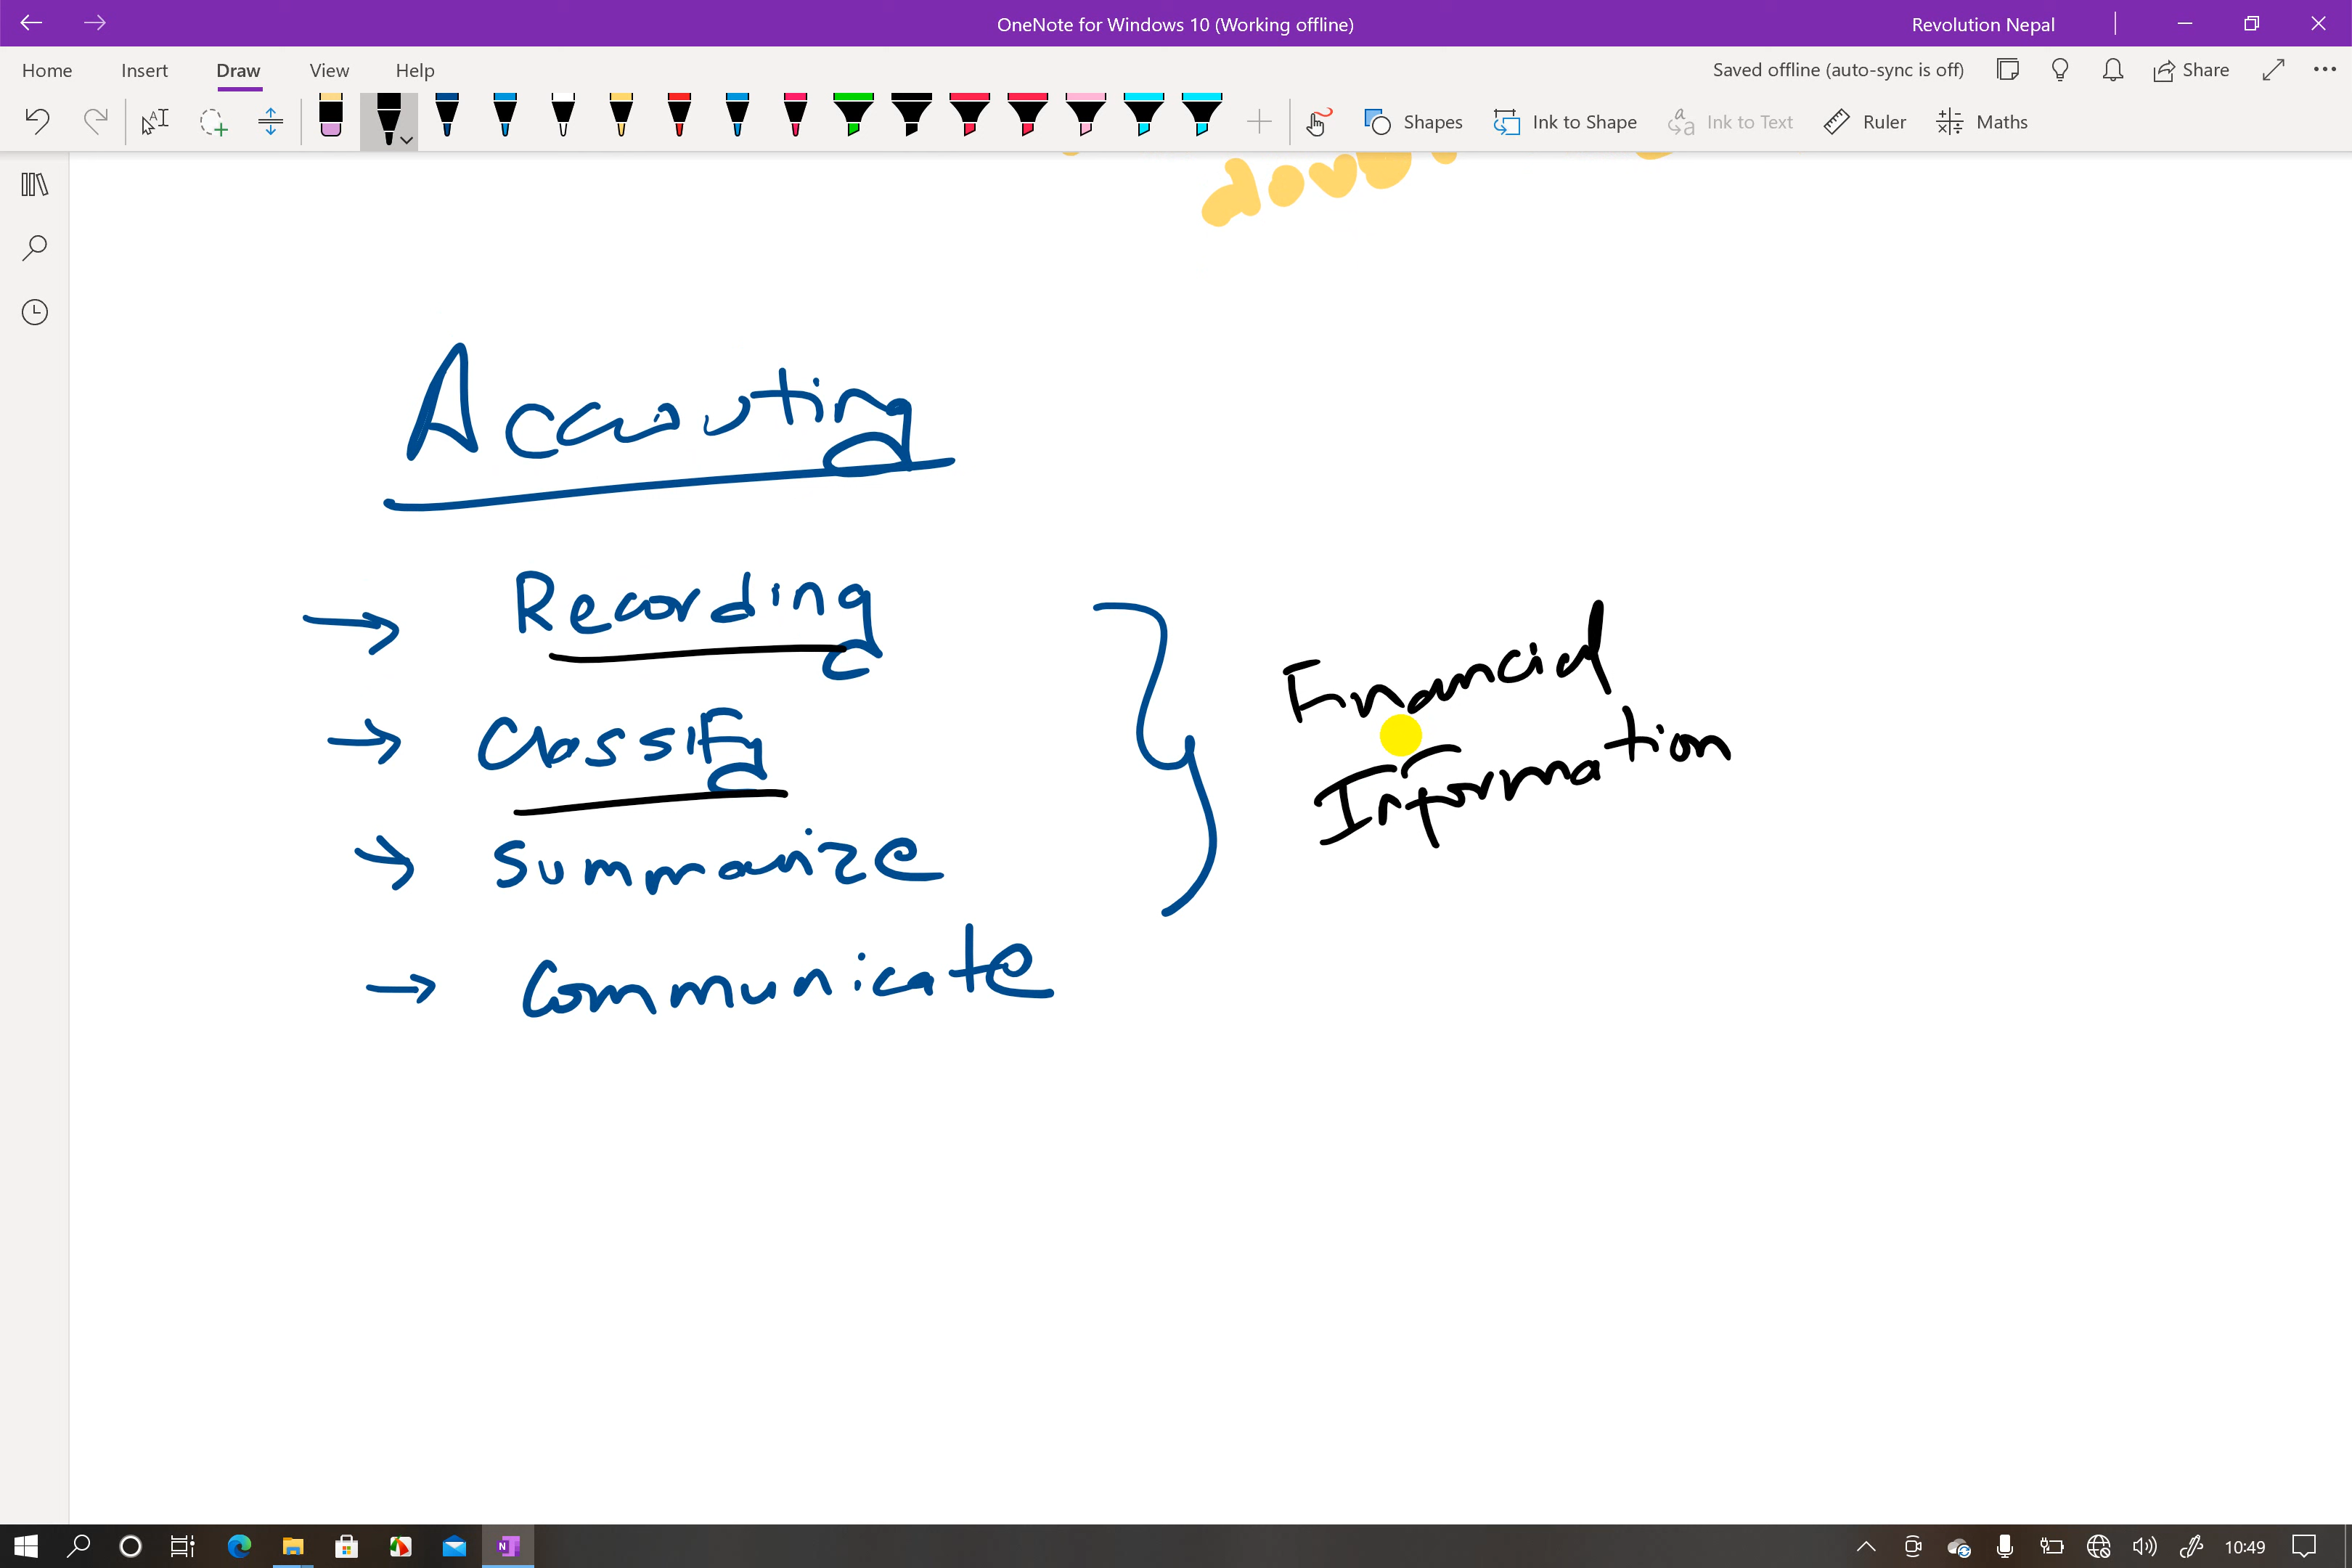 OneNote for Windows 10 (Working offline)
Revolution Nepal
Home Insert Draw View Help
Saved offline (auto-sync is off) Share
Shapes Ink to Shape Ink to Text Ruler Maths
Accouting
→ Recording
→ Classify
→ Summarize
→ Communicate
Financial
Information
10:49